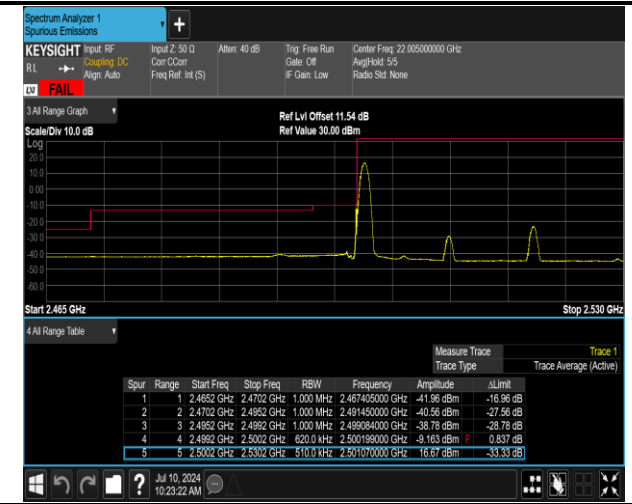 Spectrum Analyzer 1
Spurious Emissions
+
KEYSIGHT Input: RF Input Z: 50 Ω Atten: 40 dB Trig: Free Run Center Freq: 22.005000000 GHz
RL Coupling: DC Corr CCorr Gate: Off Avg|Hold: 5/5
Align: Auto Freq Ref: Int (S) IF Gain: Low Radio Std: None
LXI FAIL
3 All Range Graph
Ref Lvl Offset 11.54 dB
Scale/Div 10.0 dB Ref Value 30.00 dBm
Log
20.0
10.0
0.00
-10.0
-20.0
-30.0
-40.0
-50.0
-60.0
Start 2.465 GHz Stop 2.530 GHz
4 All Range Table
Measure Trace Trace 1
Trace Type Trace Average (Active)
Spur Range Start Freq Stop Freq RBW Frequency Amplitude ΔLimit
1 1 2.4652 GHz 2.4702 GHz 1.000 MHz 2.467405000 GHz -41.96 dBm -16.96 dB
2 2 2.4702 GHz 2.4952 GHz 1.000 MHz 2.491450000 GHz -40.56 dBm -27.56 dB
3 3 2.4952 GHz 2.4992 GHz 1.000 MHz 2.499084000 GHz -38.78 dBm -28.78 dB
4 4 2.4992 GHz 2.5002 GHz 620.0 kHz 2.500199000 GHz -9.163 dBm F 0.837 dB
5 5 2.5002 GHz 2.5302 GHz 510.0 kHz 2.501070000 GHz 16.67 dBm -33.33 dB
?
Jul 10, 2024
10:23:22 AM